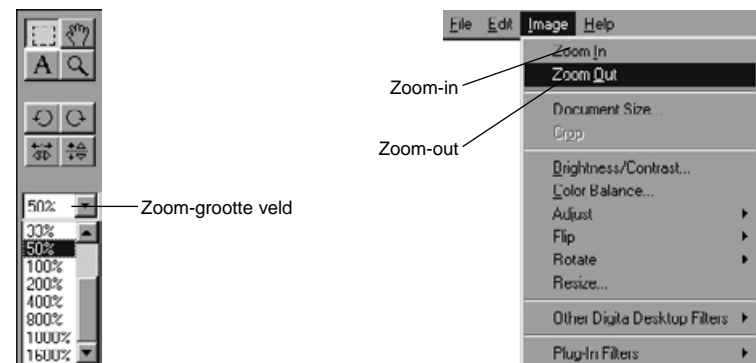 A
50%
Zoom-grootte veld
33%
50%
100%
200%
400%
800%
1000%
1600%
File Edit Image Help
Zoom In
Zoom Out
Zoom-in
Zoom-out
Document Size...
Crop
Brightness/Contrast...
Color Balance...
Adjust
Flip
Rotate
Resize...
Other Digita Desktop Filters
Plug-In Filters